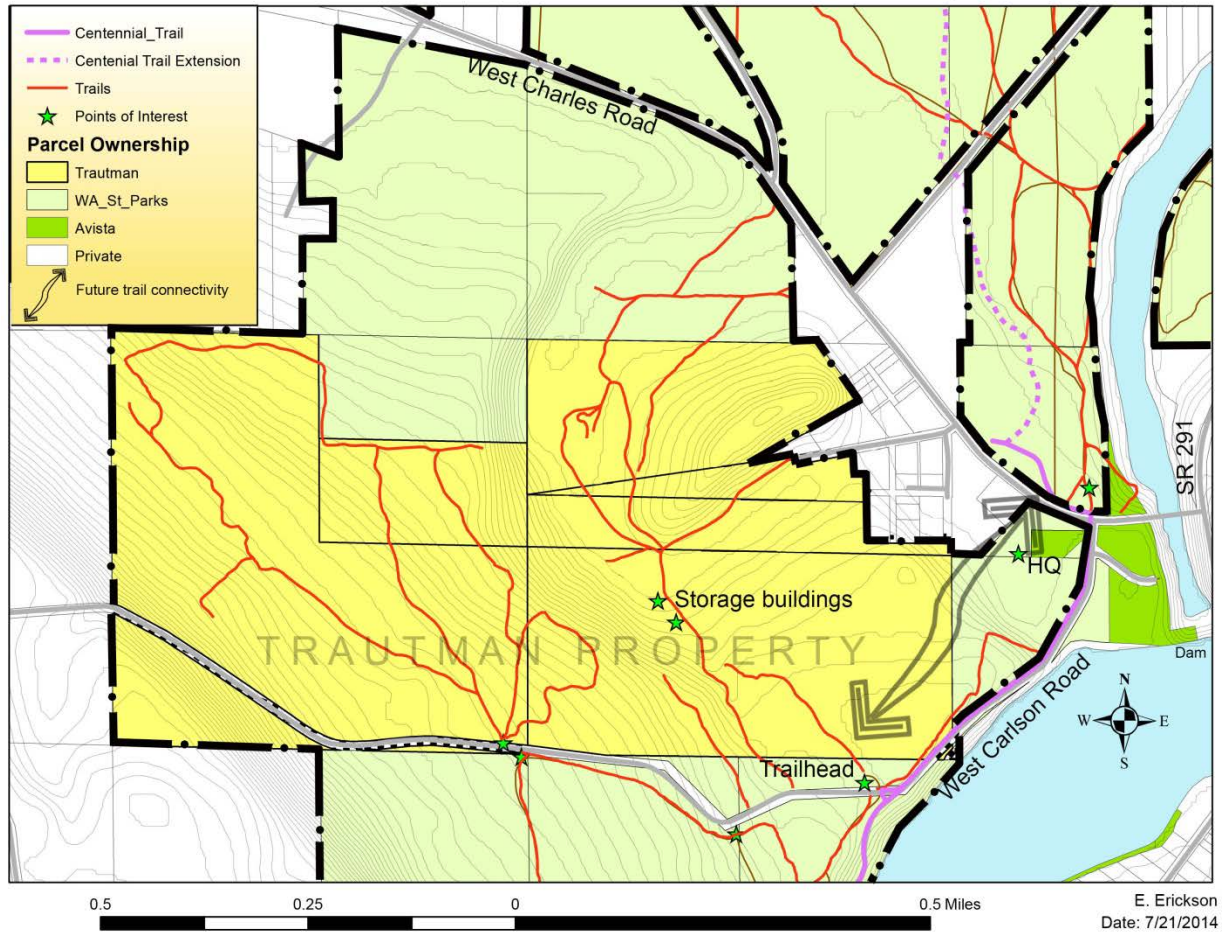 Centennial_Trail
Centenial Trail Extension
Trails
Points of Interest
Parcel Ownership
Trautman
WA_St_Parks
Avista
Private
Future trail connectivity
West Charles Road
SR 291
HQ
Storage buildings
TRAUTMAN PROPERTY
Dam
West Carlson Road
N
W E
S
Trailhead
0.5 0.25 0 0.5 Miles
E. Erickson
Date: 7/21/2014